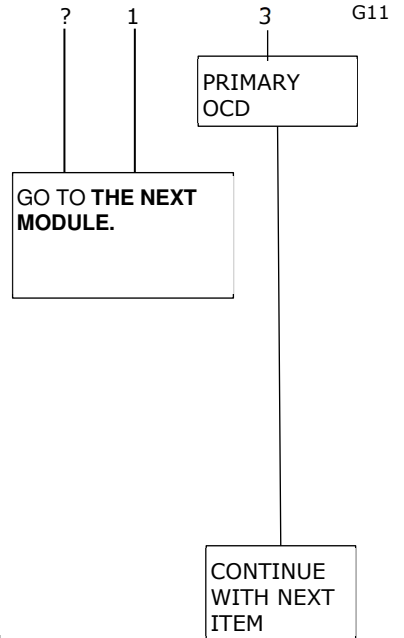 ? 1 3 G11
PRIMARY
OCD
GO TO THE NEXT
MODULE.
CONTINUE
WITH NEXT
ITEM